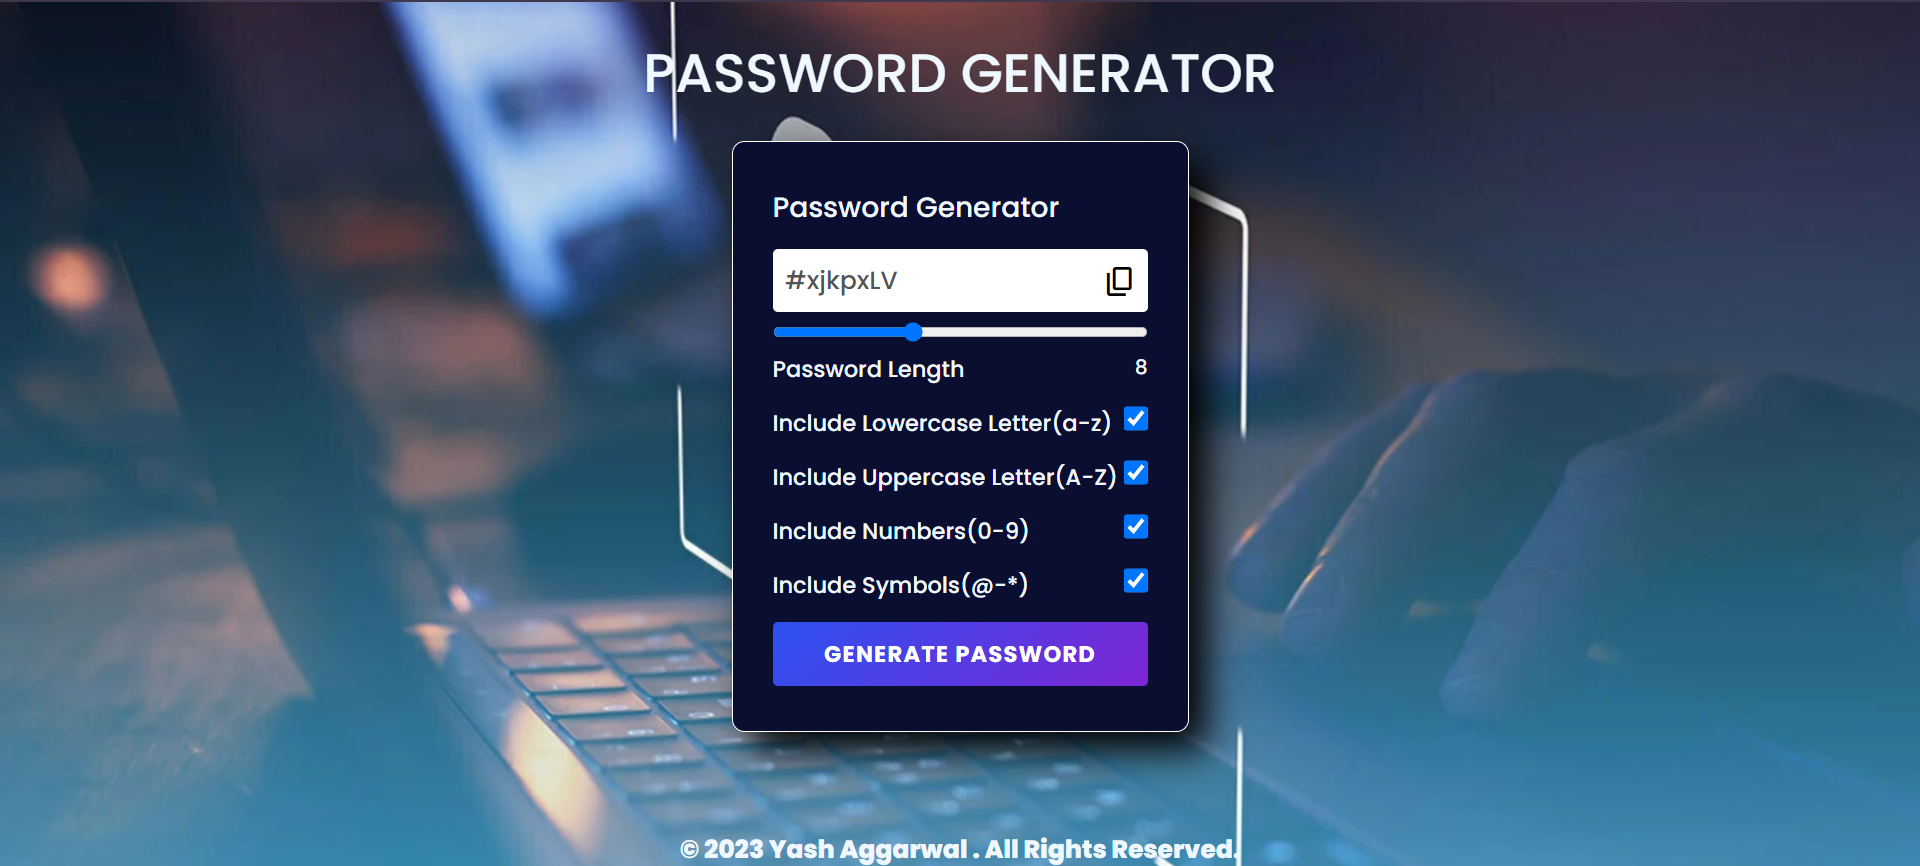 PASSWORD GENERATOR
Password Generator
#xjkpxLV
Password Length 8
Include Lowercase Letter(a-z)
Include Uppercase Letter(A-Z)
Include Numbers(0-9)
Include Symbols(@-*)
GENERATE PASSWORD
© 2023 Yash Aggarwal . All Rights Reserved.